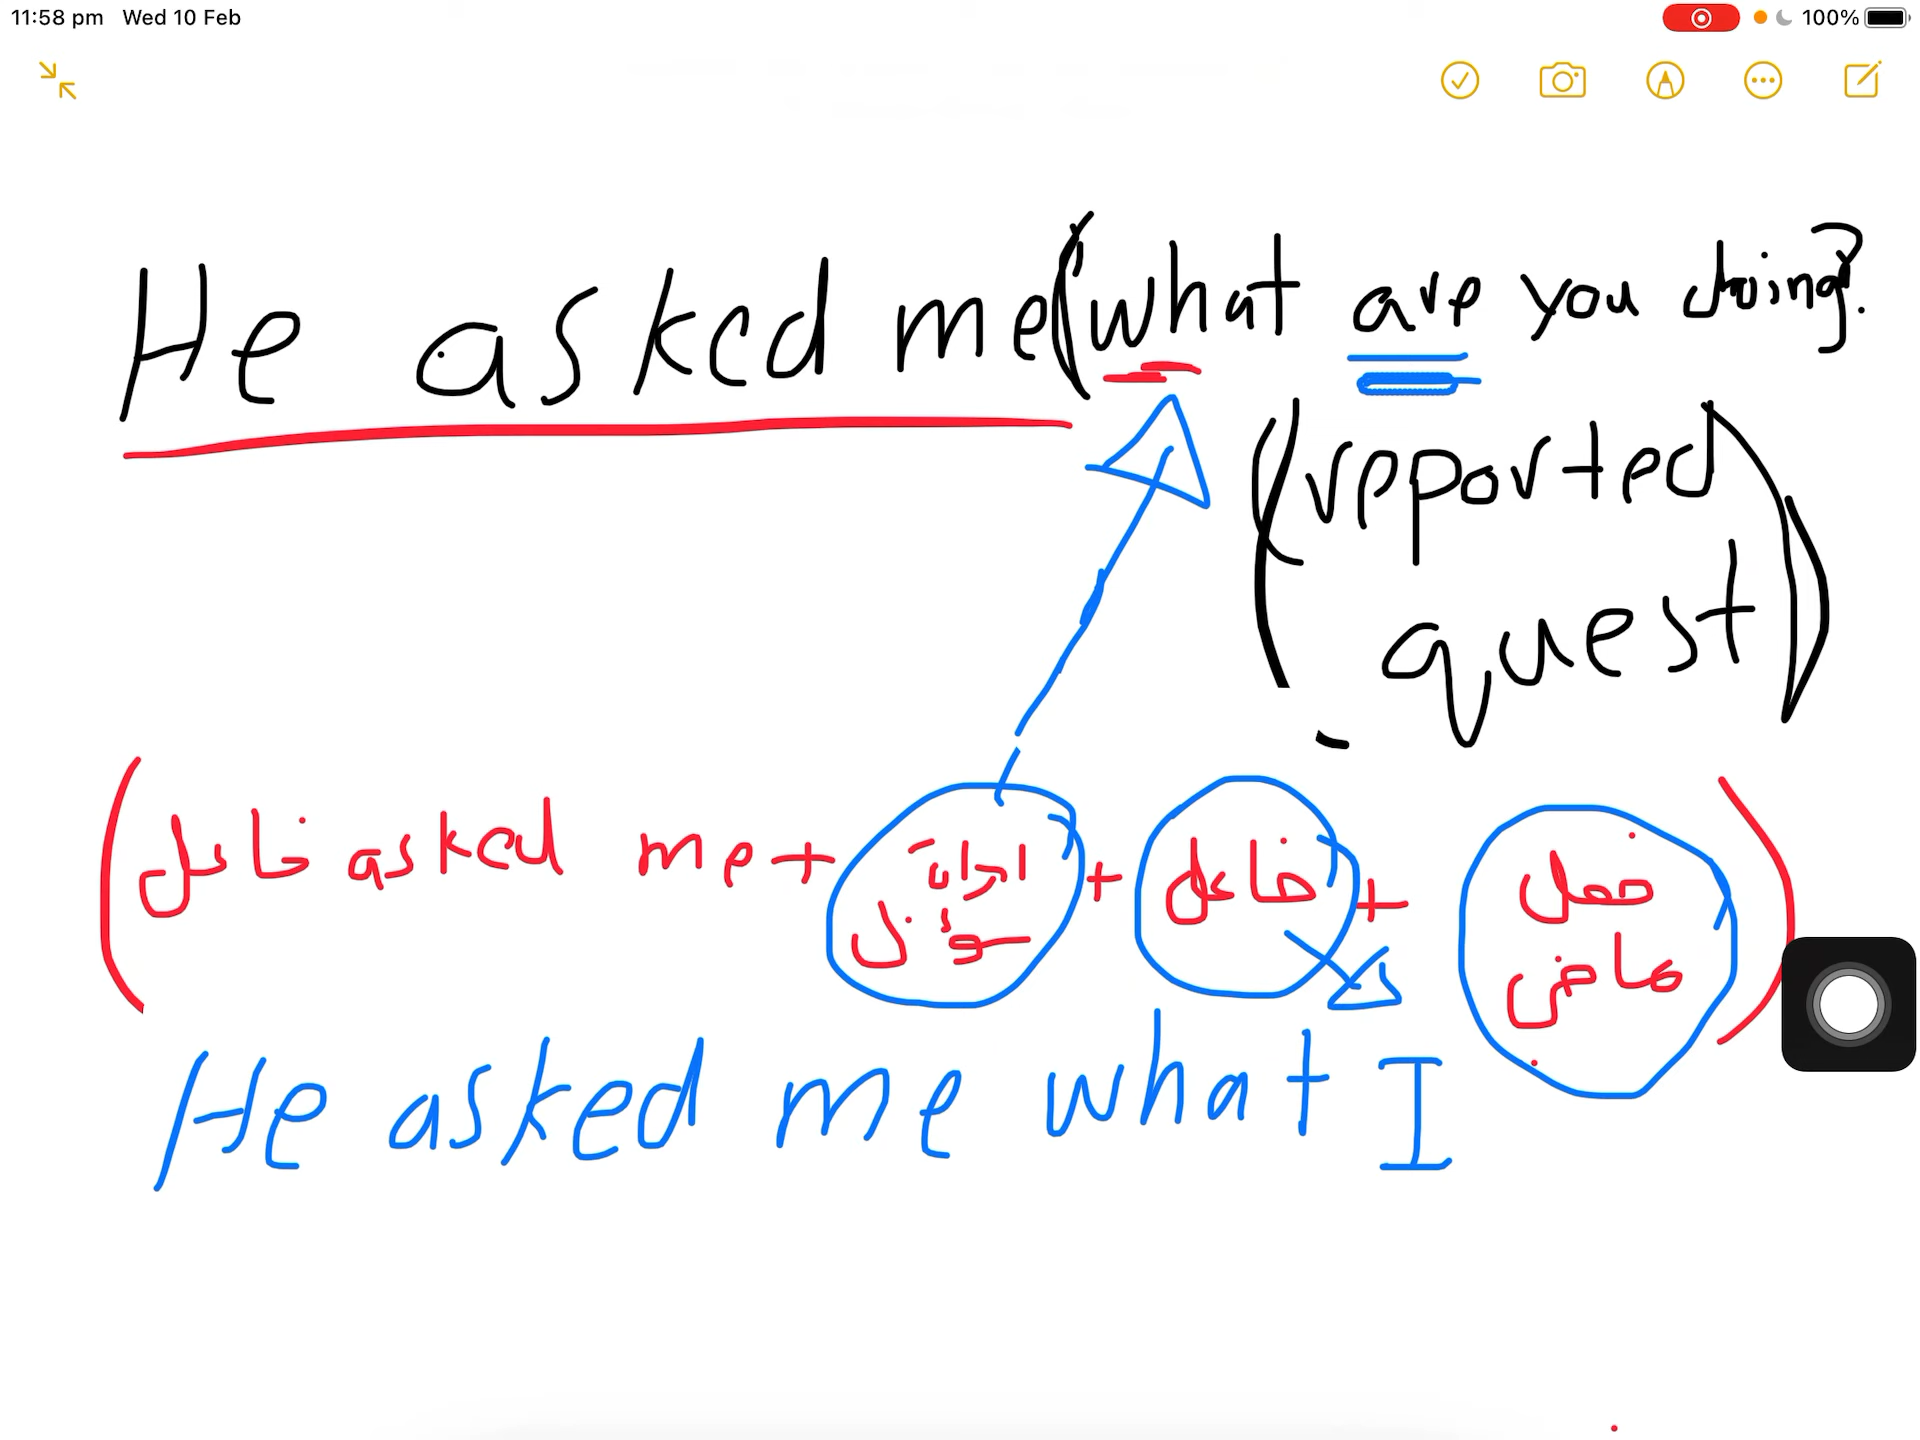 11:58 pm Wed 10 Feb 100%
He asked me (what are you doing?
(reported
quest)
(فاعل asked me + اداة سؤال + فاعل + فعل ماضي)
He asked me what I